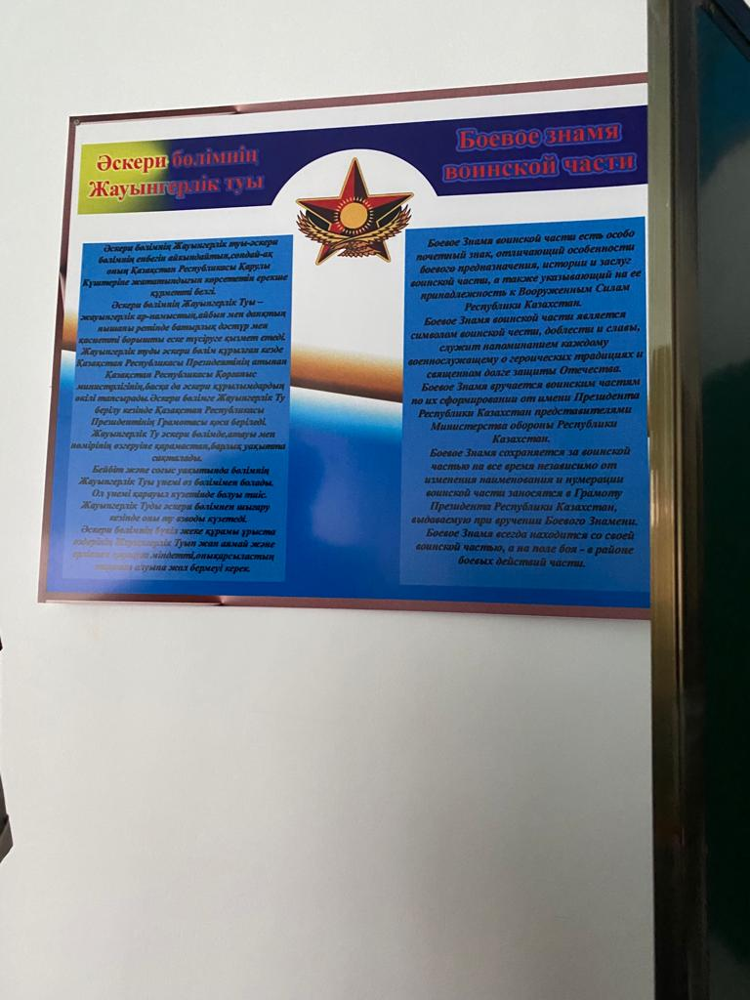 Әскери бөлімнің
Жауынгерлік туы
Әскери бөлімнің Жауынгерлік туы-әскери
бөлімнің еңбегін айқындайтын,сондай-ақ
оның Қазақстан Республикасы Қарулы
Күштеріне жататындығын көрсететін ерекше
құрметті белгі.
Әскери бөлімнің Жауынгерлік Туы –
жауынгерлік ар-намыстың,айбын мен даңқтың
нышаны ретінде батырлық дәстүр мен
қасиетті борышты еске түсіруге қызмет етеді.
Жауынгерлік туды әскери бөлім құрылған кезде
Қазақстан Республикасы Президентінің атынан
Қазақстан Республикасы Қорғаныс
министрлігінің,басқа да әскери құрылымдардың
өкілі тапсырады.Әскери бөлімге Жауынгерлік Ту
беру кезінде Қазақстан Республикасы
Президентінің Грамотасы қоса беріледі.
Жауынгерлік Ту әскери бөлімде,атауы мен
нөмірінің өзгеруіне қарамастан,барлық уақытта
сақталады.
Бейбіт және соғыс уақытында бөлімнің
Жауынгерлік Туы үнемі өз бөлімімен болады.
Ол үнемі қарауыл күзетінде болуы тиіс.
Жауынгерлік Туды әскери бөлімнен шығару
кезінде оны ту взводы күзетеді.
Әскери бөлімнің бүкіл жеке құрамы ұрыста
өздерінің Жауынгерлік Туын жан аямай және
қорғауға міндетті,оны қарсыластың
алуына жол бермеуі керек.
Боевое знамя
воинской части
Боевое Знамя воинской части есть особо
почетный знак, отличающий особенности
боевого предназначения, истории и заслуг
воинской части, а также указывающий на ее
принадлежность к Вооруженным Силам
Республики Казахстан.
Боевое Знамя воинской части является
символом воинской чести, доблести и славы,
служит напоминанием каждому
военнослужащему о героических традициях и
священном долге защиты Отечества.
Боевое Знамя вручается воинским частям
по их сформировании от имени Президента
Республики Казахстан представителями
Министерства обороны Республики
Казахстан.
Боевое Знамя сохраняется за воинской
частью на все время независимо от
изменения наименования и нумерации
воинской части заносятся в Грамоту
Президента Республики Казахстан,
выдаваемую при вручении Боевого Знамени.
Боевое Знамя всегда находится со своей
воинской частью, а на поле боя - в районе
боевых действий части.